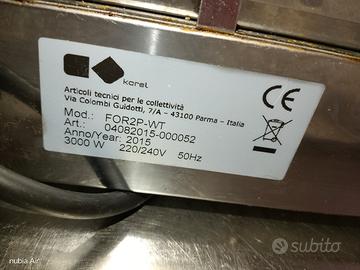 karel
Articoli tecnici per le collettività
Via Colombi Guidotti, 7/A - 43100 Parma - Italia
Mod.: FOR2P-WT
Art.: 04082015-000052
Anno/Year: 2015
3000 W 220/240V 50Hz
CE
subito
nubia Air